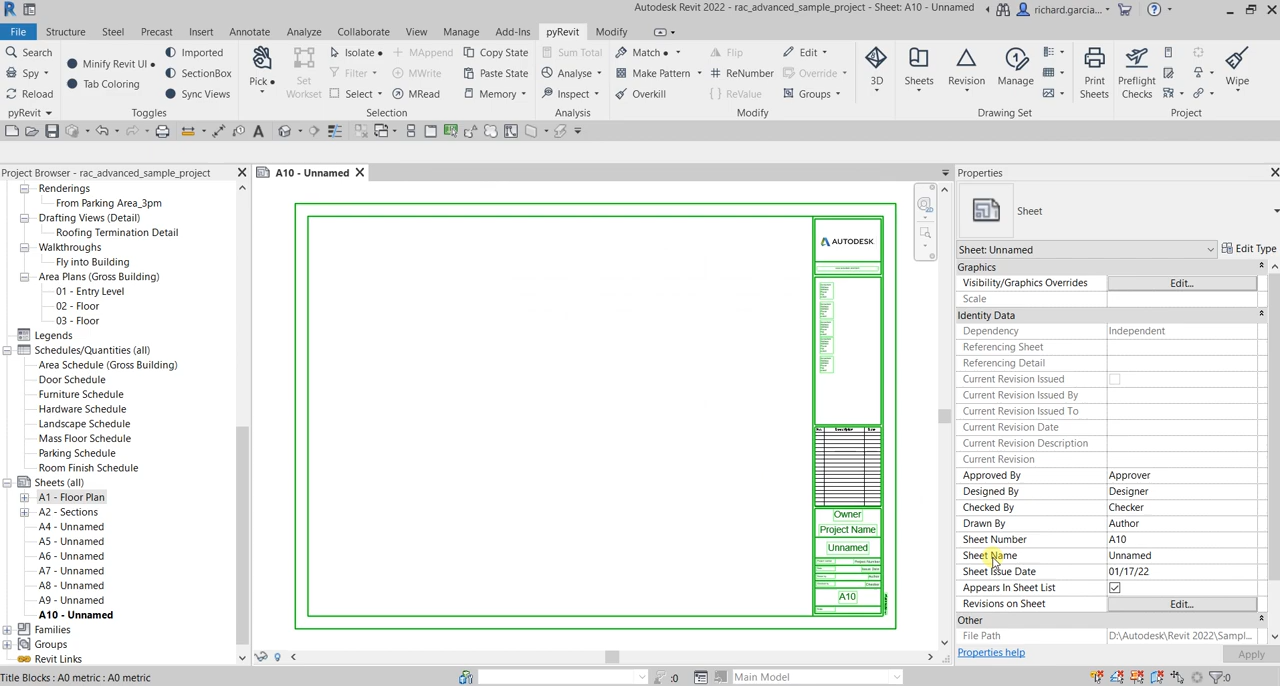 Autodesk Revit 2022 - rac_advanced_sample_project - Sheet: A10 - Unnamed
richard.garcia...
File Structure Steel Precast Insert Annotate Analyze Collaborate View Manage Add-Ins pyRevit Modify
Search
Spy
Reload
pyRevit
Minify Revit UI
Tab Coloring
Imported
SectionBox
Sync Views
Toggles
Pick
Set Workset
Isolate
Filter
Select
MAppend
MWrite
MRead
Copy State
Paste State
Memory
Selection
Sum Total
Analyse
Inspect
Analysis
Match
Make Pattern
Overkill
Flip
ReNumber
ReValue
Edit
Override
Groups
Modify
3D
Sheets
Revision
Manage
Print Sheets
Drawing Set
Preflight Checks
Wipe
Project
Project Browser - rac_advanced_sample_project
Renderings
From Parking Area_3pm
Drafting Views (Detail)
Roofing Termination Detail
Walkthroughs
Fly into Building
Area Plans (Gross Building)
01 - Entry Level
02 - Floor
03 - Floor
Legends
Schedules/Quantities (all)
Area Schedule (Gross Building)
Door Schedule
Furniture Schedule
Hardware Schedule
Landscape Schedule
Mass Floor Schedule
Parking Schedule
Room Finish Schedule
Sheets (all)
A1 - Floor Plan
A2 - Sections
A4 - Unnamed
A5 - Unnamed
A6 - Unnamed
A7 - Unnamed
A8 - Unnamed
A9 - Unnamed
A10 - Unnamed
Families
Groups
Revit Links
A10 - Unnamed
AUTODESK
Owner
Project Name
Unnamed
A10
Properties
Sheet
Sheet: Unnamed Edit Type
Graphics
Visibility/Graphics Overrides Edit...
Scale
Identity Data
Dependency Independent
Referencing Sheet
Referencing Detail
Current Revision Issued
Current Revision Issued By
Current Revision Issued To
Current Revision Date
Current Revision Description
Current Revision
Approved By Approver
Designed By Designer
Checked By Checker
Drawn By Author
Sheet Number A10
Sheet Name Unnamed
Sheet Issue Date 01/17/22
Appears In Sheet List
Revisions on Sheet Edit...
Other
File Path D:\Autodesk\Revit 2022\Sampl...
Properties help Apply
Title Blocks : A0 metric : A0 metric
:0
Main Model
:0